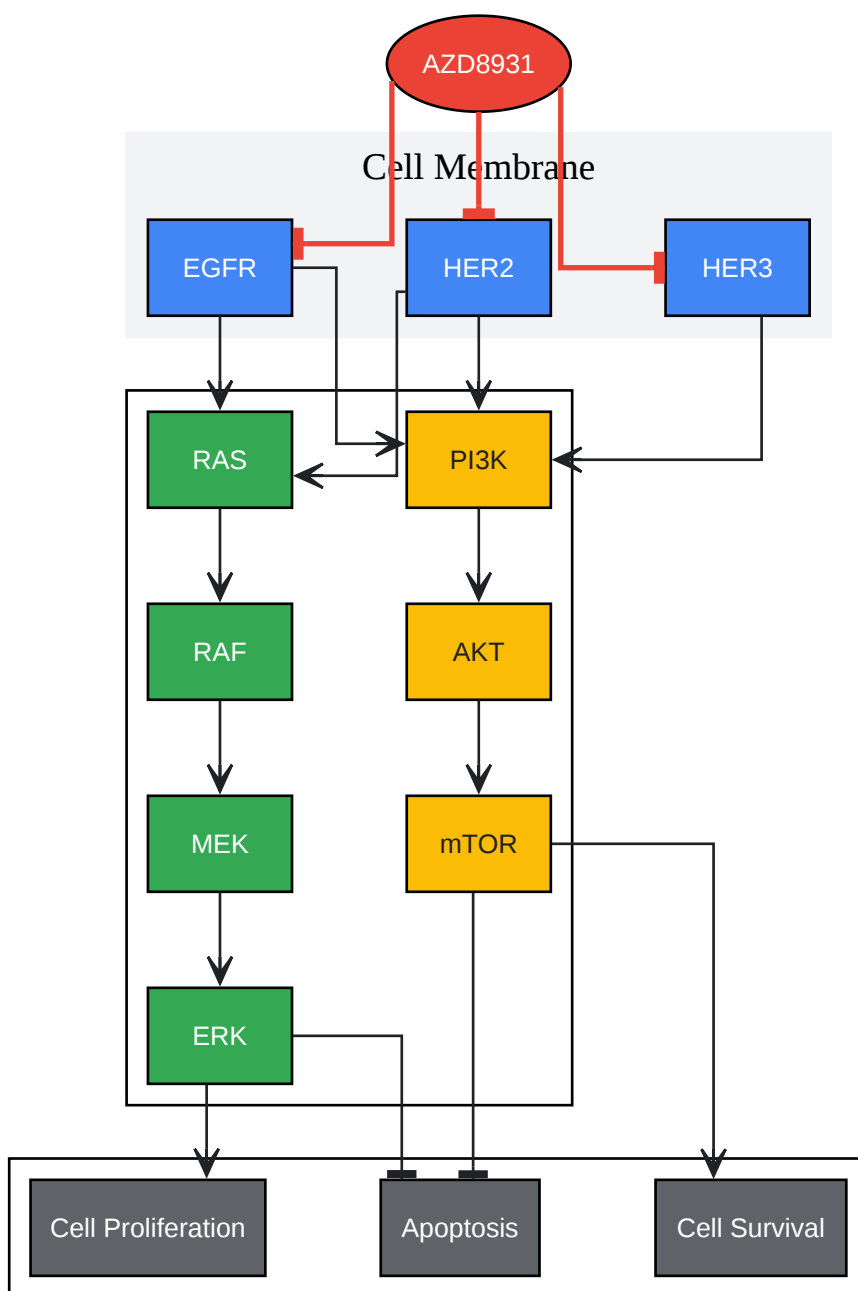 AZD8931
Cell Membrane
EGFR
HER2
HER3
RAS
PI3K
RAF
AKT
MEK
mTOR
ERK
Cell Proliferation
Apoptosis
Cell Survival